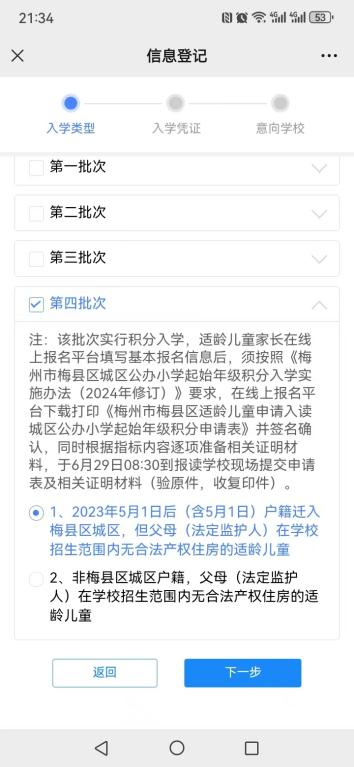 21:34
53
信息登记
入学类型
入学凭证
意向学校
第一批次
第二批次
第三批次
第四批次
注：该批次实行积分入学，适龄儿童家长在线
上报名平台填写基本报名信息后，须按照《梅
州市梅县区城区公办小学起始年级积分入学实
施办法（2024年修订）》要求，在线上报名平
台下载打印《梅州市梅县区适龄儿童申请入读
城区公办小学起始年级积分申请表》并签名确
认，同时根据指标内容逐项准备相关证明材
料，于6月29日08:30到报读学校现场提交申请
表及相关证明材料（验原件，收复印件）。
1、2023年5月1日后（含5月1日）户籍迁入
梅县区城区，但父母（法定监护人）在学校
招生范围内无合法产权住房的适龄儿童
2、非梅县区城区户籍，父母（法定监护
人）在学校招生范围内无合法产权住房的适
龄儿童
返回
下一步